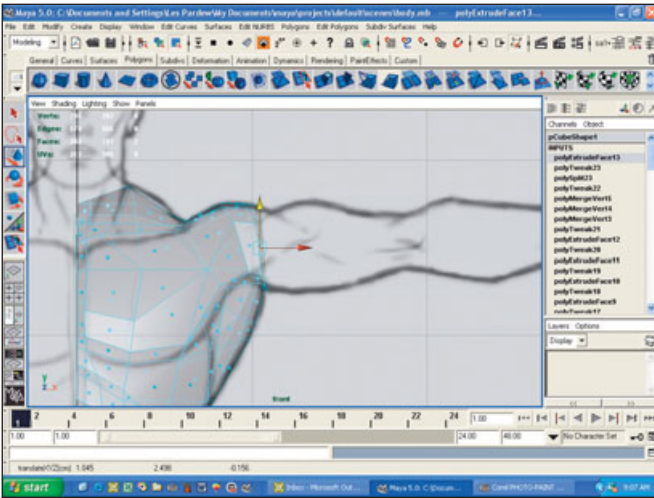 Maya 5.0: C:\Documents and Settings\Les Pardew\My Documents\maya\projects\default\scenes\body.mb --- polyExtrudeFace13...
File Edit Modify Create Display Window Edit Curves Surfaces Edit NURBS Polygons Edit Polygons Subdiv Surfaces Help
Modeling
General Curves Surfaces Polygons Subdivs Deformation Animation Dynamics Rendering PaintEffects Custom
View Shading Lighting Show Panels
Verts:
Edges:
Faces:
UVs:
Channels Object
pCubeShape1
INPUTS
polyExtrudeFace13
polyTweak23
polySplit23
polyTweak22
polyMergeVert5
polyMergeVert4
polyMergeVert3
polyTweak21
polyExtrudeFace12
polyTweak20
polyExtrudeFace11
polyTweak19
polyExtrudeFace10
polyTweak18
polyExtrudeFace9
polyTweak17
Layers Options
Display
y
z x
front
1 2 4 6 8 10 12 14 16 18 20 22 24 1.00
1.00 1.00 24.00 48.00 No Character Set
translateXYZ(cm) 1.045 2.498 -0.156
start Inbox - Microsoft Out... Maya 5.0: C:\Docum... Corel PHOTO-PAINT ... 9:07 AM